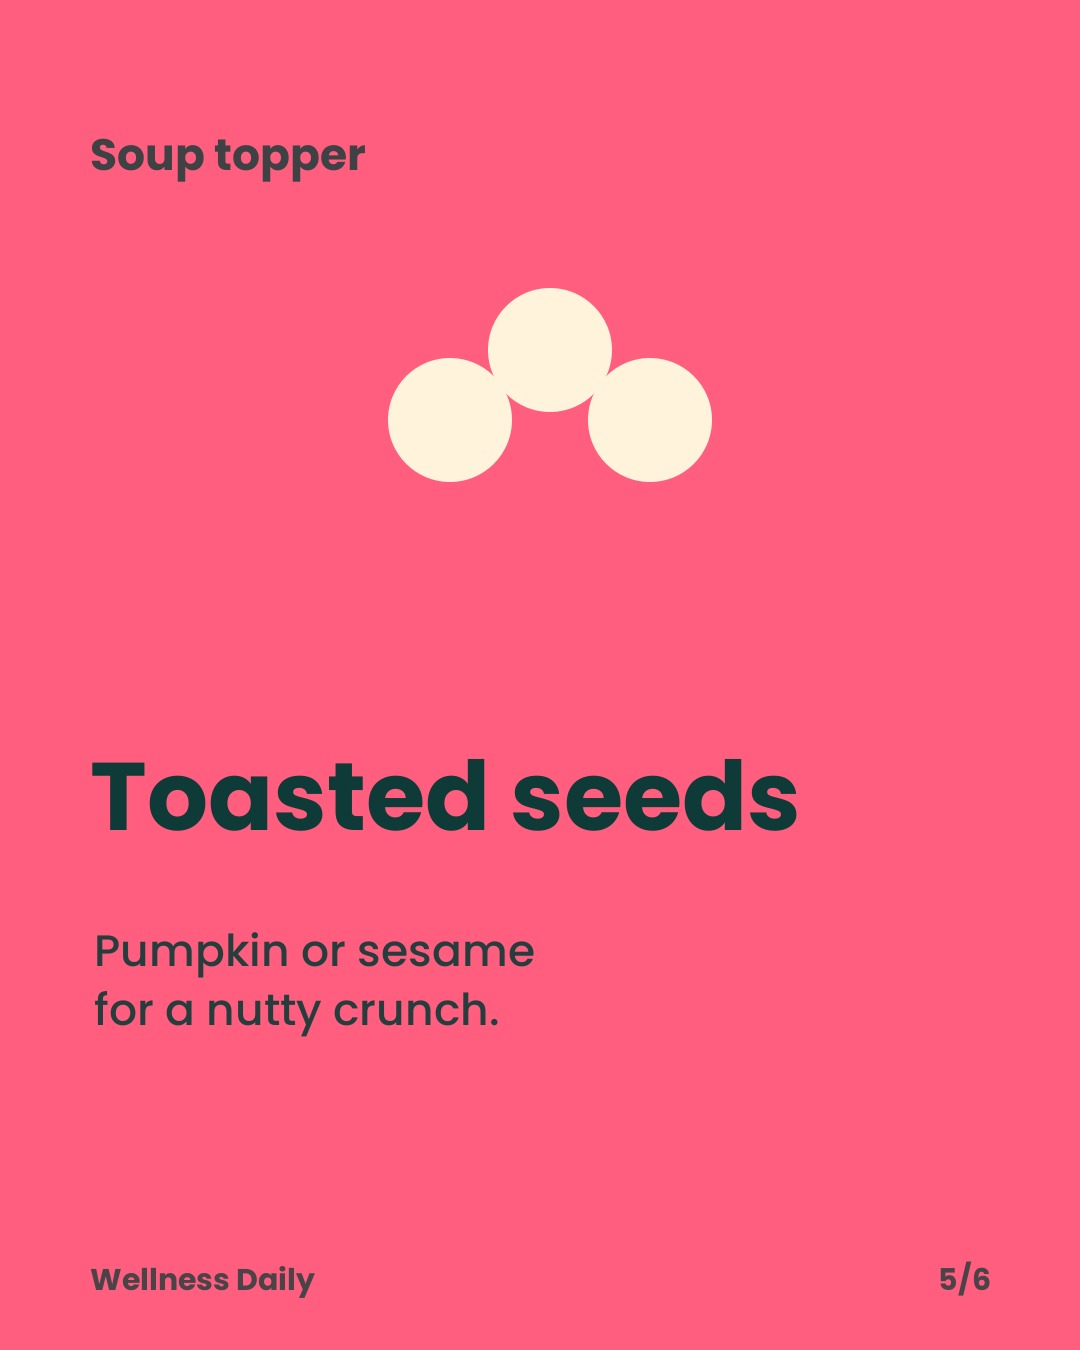 Soup topper
Toasted seeds
Pumpkin or sesame
for a nutty crunch.
Wellness Daily
5/6